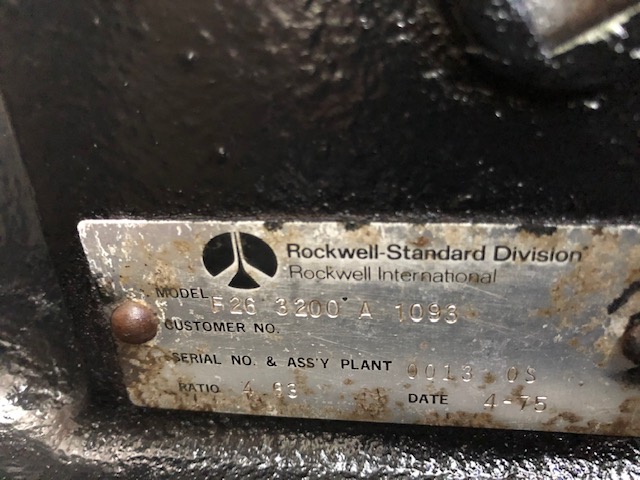 Rockwell-Standard Division
Rockwell International
MODEL F26 3200 A 1093
CUSTOMER NO.
SERIAL NO. & ASS'Y PLANT 0013 OS
RATIO DATE 4-75